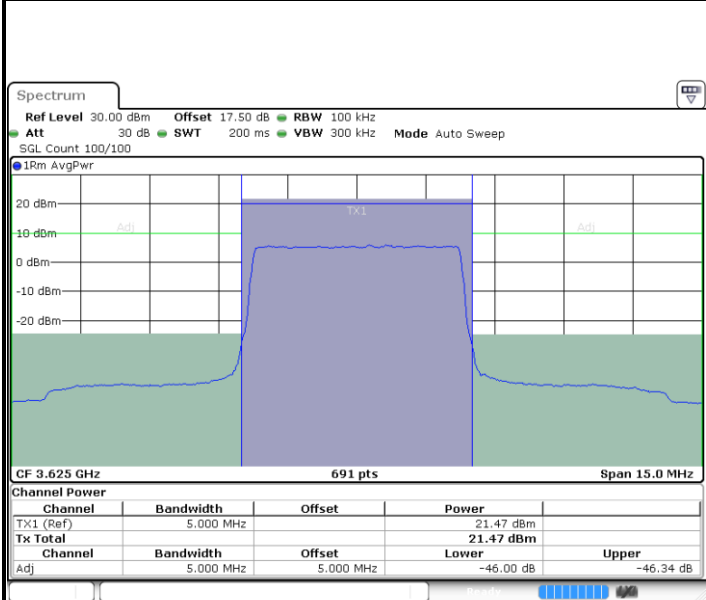 Spectrum
Ref Level 30.00 dBm Offset 17.50 dB RBW 100 kHz
Att 30 dB SWT 200 ms VBW 300 kHz Mode Auto Sweep
SGL Count 100/100
1Rm AvgPwr
20 dBm
TX1
Adj
Adj
10 dBm
0 dBm
-10 dBm
-20 dBm
CF 3.625 GHz 691 pts Span 15.0 MHz
Channel Power
Channel Bandwidth Offset Power
TX1 (Ref) 5.000 MHz 21.47 dBm
Tx Total 21.47 dBm
Channel Bandwidth Offset Lower Upper
Adj 5.000 MHz 5.000 MHz -46.00 dB -46.34 dB
Ready